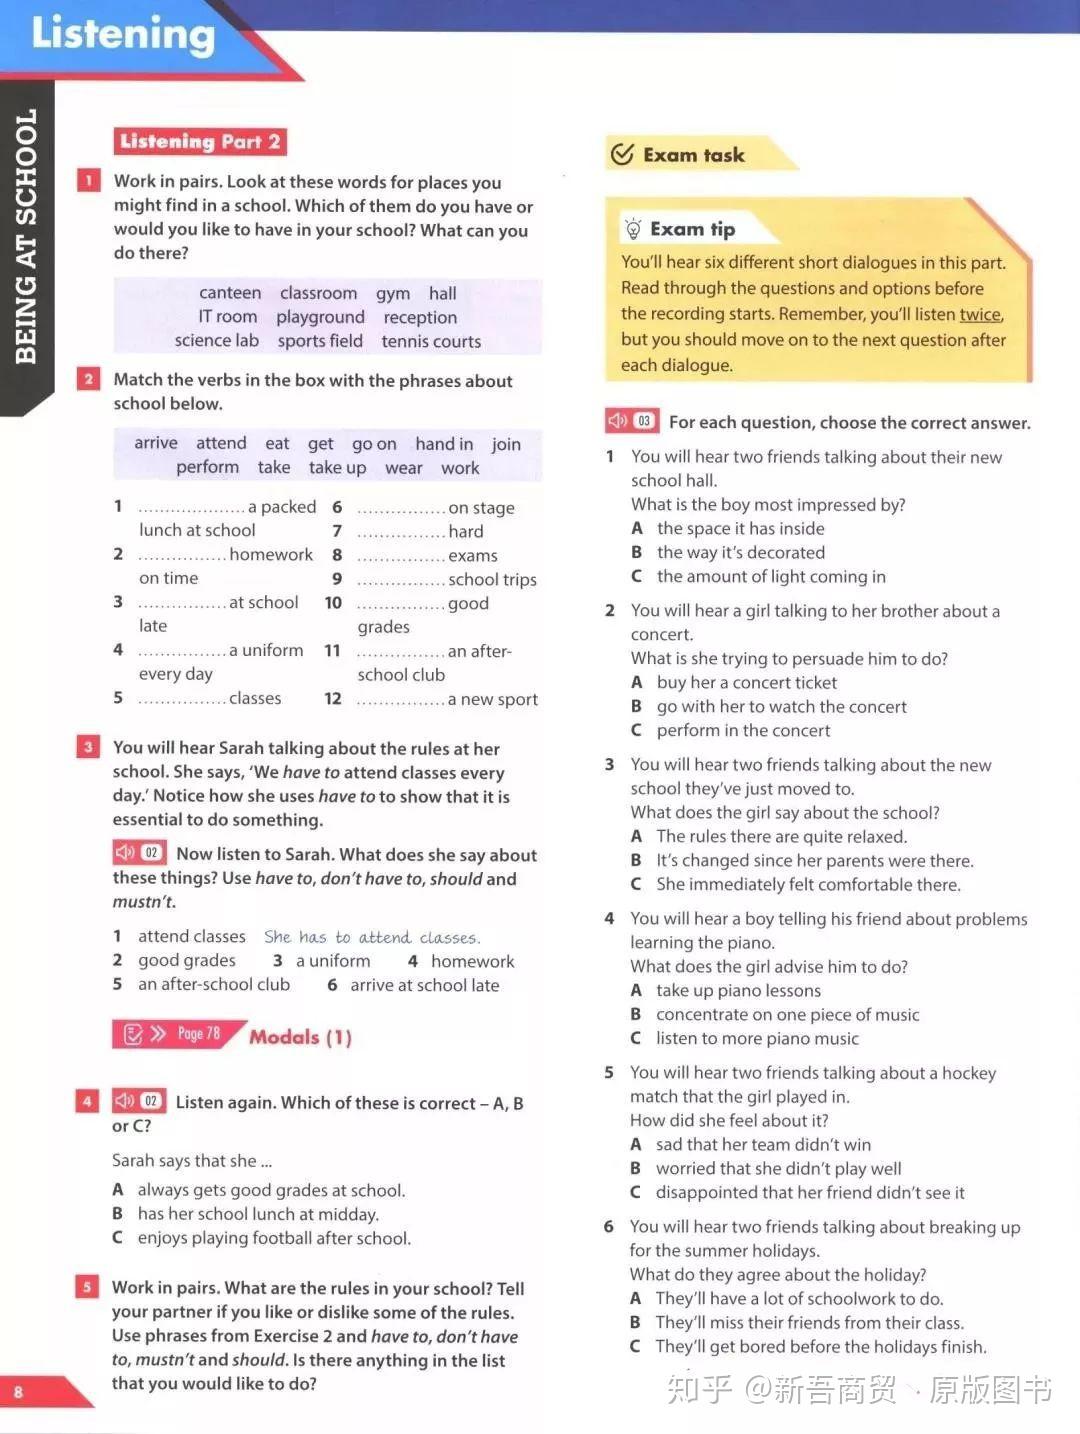 Listening
BEING AT SCHOOL
Listening Part 2
1 Work in pairs. Look at these words for places you
might find in a school. Which of them do you have or
would you like to have in your school? What can you
do there?
canteen classroom gym hall
IT room playground reception
science lab sports field tennis courts
2 Match the verbs in the box with the phrases about
school below.
arrive attend eat get go on hand in join
perform take take up wear work
1 ..................... a packed
lunch at school
2 ................ homework
on time
3 ................ at school
late
4 ................ a uniform
every day
5 ................ classes
6 ................ on stage
7 ................ hard
8 ................ exams
9 ................ school trips
10 ................ good
grades
11 ................ an after-
school club
12 ................ a new sport
3 You will hear Sarah talking about the rules at her
school. She says, ‘We have to attend classes every
day.’ Notice how she uses have to to show that it is
essential to do something.
02 Now listen to Sarah. What does she say about
these things? Use have to, don’t have to, should and
mustn’t.
1 attend classes She has to attend classes.
2 good grades 3 a uniform 4 homework
5 an after-school club 6 arrive at school late
Page 78 Modals (1)
4 02 Listen again. Which of these is correct – A, B
or C?
Sarah says that she ...
A always gets good grades at school.
B has her school lunch at midday.
C enjoys playing football after school.
5 Work in pairs. What are the rules in your school? Tell
your partner if you like or dislike some of the rules.
Use phrases from Exercise 2 and have to, don’t have
to, mustn’t and should. Is there anything in the list
that you would like to do?
8
Exam task
Exam tip
You’ll hear six different short dialogues in this part.
Read through the questions and options before
the recording starts. Remember, you’ll listen twice,
but you should move on to the next question after
each dialogue.
03 For each question, choose the correct answer.
1 You will hear two friends talking about their new
school hall.
What is the boy most impressed by?
A the space it has inside
B the way it’s decorated
C the amount of light coming in
2 You will hear a girl talking to her brother about a
concert.
What is she trying to persuade him to do?
A buy her a concert ticket
B go with her to watch the concert
C perform in the concert
3 You will hear two friends talking about the new
school they’ve just moved to.
What does the girl say about the school?
A The rules there are quite relaxed.
B It’s changed since her parents were there.
C She immediately felt comfortable there.
4 You will hear a boy telling his friend about problems
learning the piano.
What does the girl advise him to do?
A take up piano lessons
B concentrate on one piece of music
C listen to more piano music
5 You will hear two friends talking about a hockey
match that the girl played in.
How did she feel about it?
A sad that her team didn’t win
B worried that she didn’t play well
C disappointed that her friend didn’t see it
6 You will hear two friends talking about breaking up
for the summer holidays.
What do they agree about the holiday?
A They’ll have a lot of schoolwork to do.
B They’ll miss their friends from their class.
C They’ll get bored before the holidays finish.
知乎 @新吾商贸、原版图书